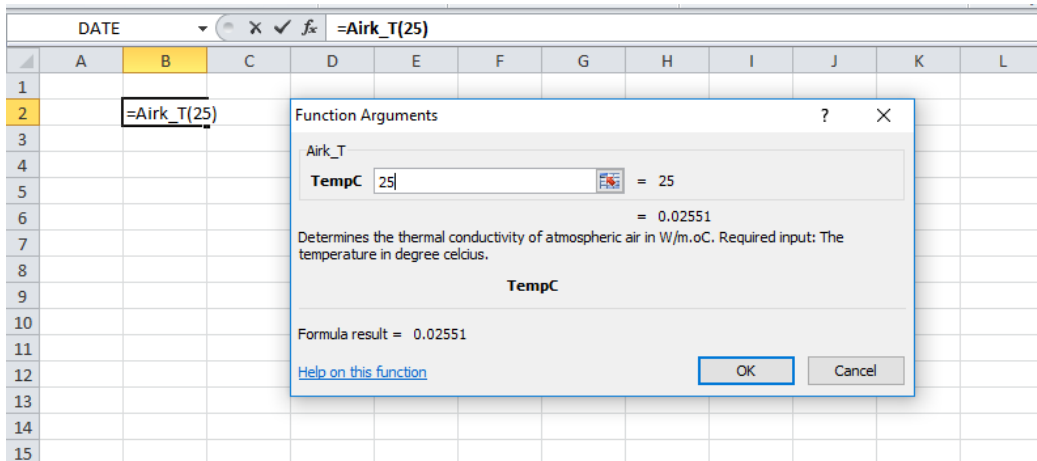 DATE fx =Airk_T(25)
A B C D E F G H I J K L
1
2 =Airk_T(25)
3
4
5
6
7
8
9
10
11
12
13
14
15
Function Arguments ? X
Airk_T
TempC 25 = 25
= 0.02551
Determines the thermal conductivity of atmospheric air in W/m.oC. Required input: The
temperature in degree celcius.
TempC
Formula result = 0.02551
Help on this function OK Cancel